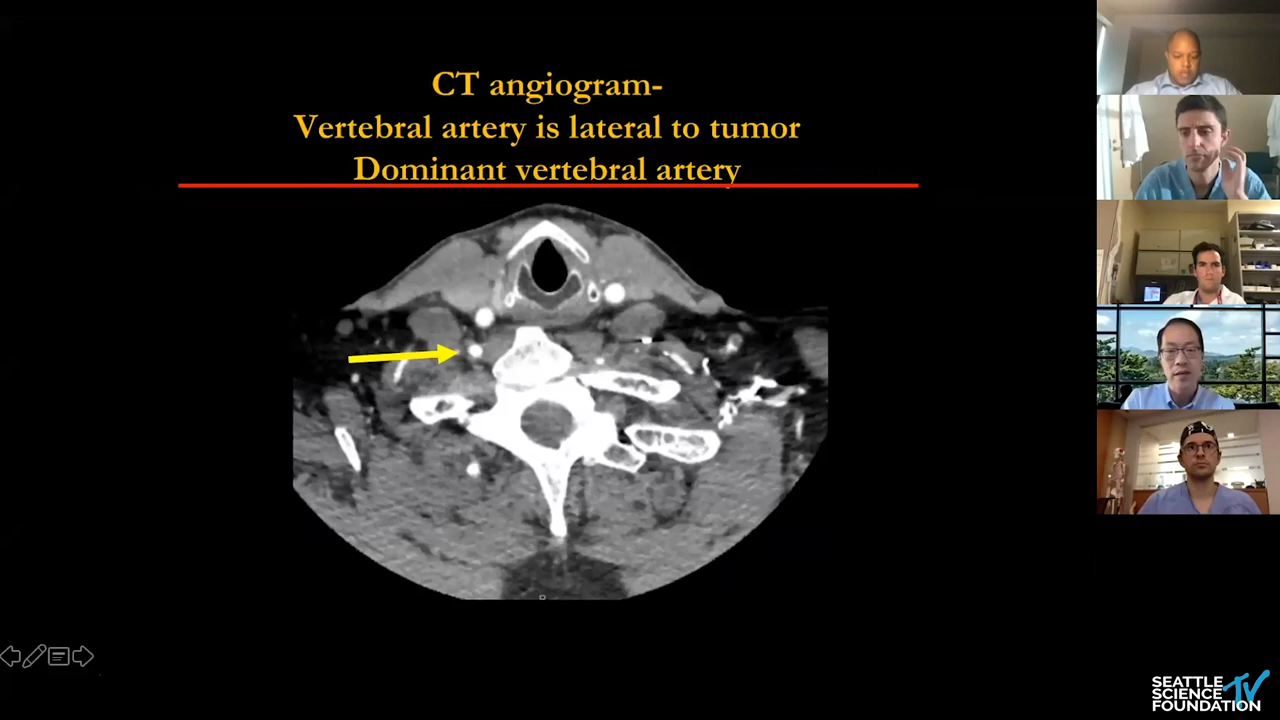 CT angiogram-
Vertebral artery is lateral to tumor
Dominant vertebral artery
SEATTLE
SCIENCE
FOUNDATION
TV